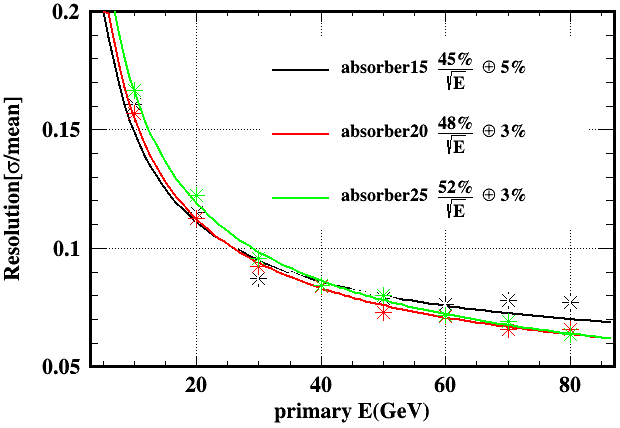 0.2
0.15
0.1
0.05
Resolution[σ/mean]
absorber15 45%/√E ⊕ 5%
absorber20 48%/√E ⊕ 3%
absorber25 52%/√E ⊕ 3%
20 40 60 80
primary E(GeV)